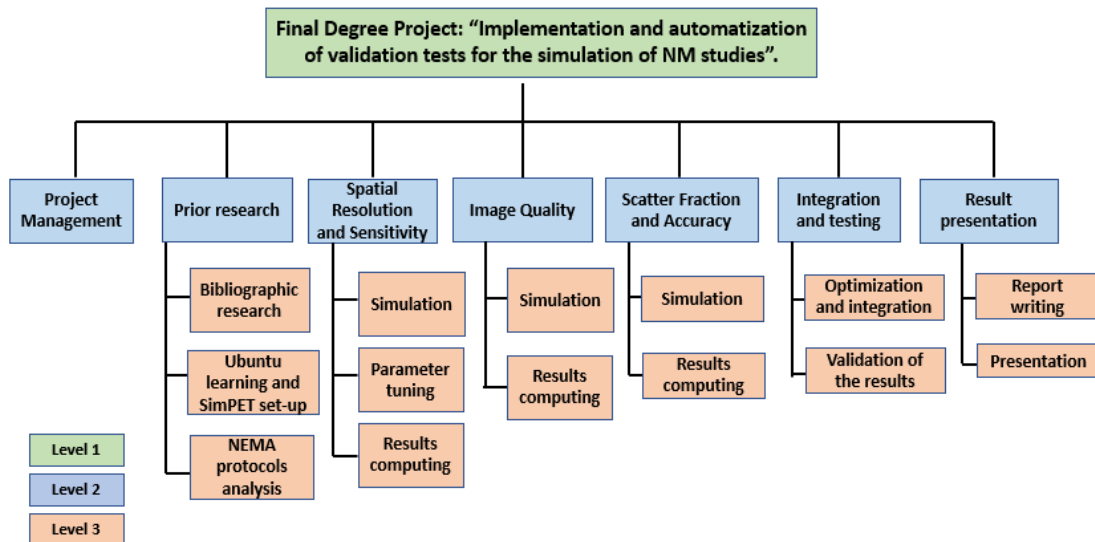 Final Degree Project: “Implementation and automatization
of validation tests for the simulation of NM studies”.
Project
Management
Prior research
Spatial
Resolution
and Sensitivity
Image Quality
Scatter Fraction
and Accuracy
Integration
and testing
Result
presentation
Bibliographic
research
Ubuntu
learning and
SimPET set-up
NEMA
protocols
analysis
Simulation
Parameter
tuning
Results
computing
Simulation
Results
computing
Simulation
Results
computing
Optimization
and integration
Validation of
the results
Report
writing
Presentation
Level 1
Level 2
Level 3